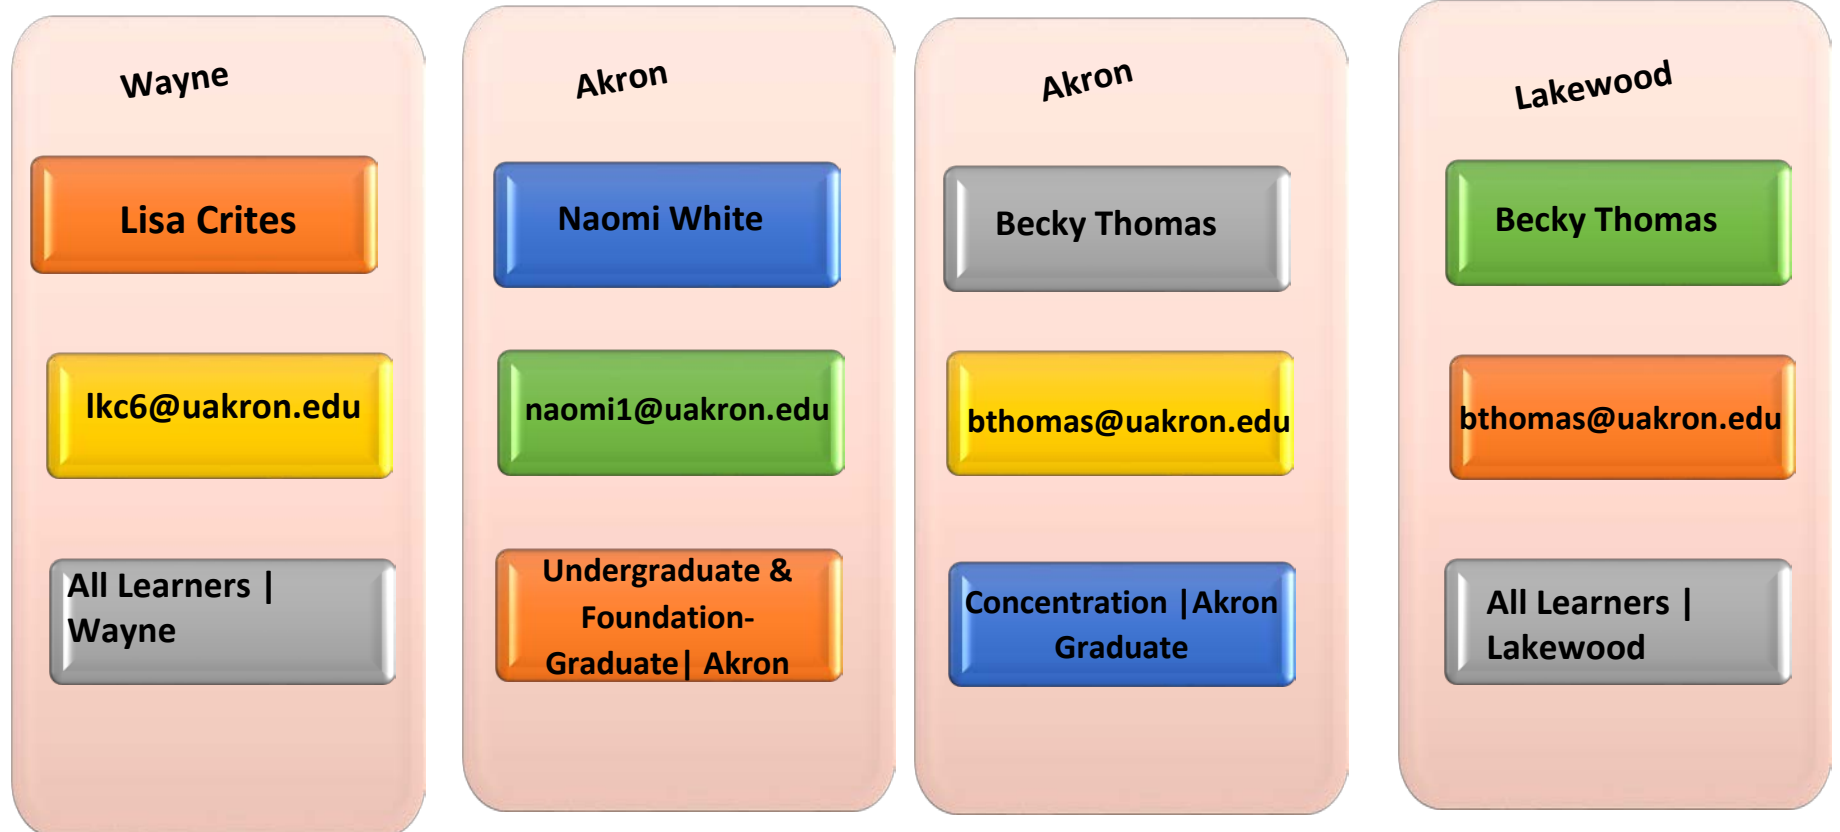 Wayne
Lisa Crites
lkc6@uakron.edu
All Learners |
Wayne
Akron
Naomi White
naomi1@uakron.edu
Undergraduate &
Foundation-
Graduate| Akron
Akron
Becky Thomas
bthomas@uakron.edu
Concentration |Akron
Graduate
Lakewood
Becky Thomas
bthomas@uakron.edu
All Learners |
Lakewood